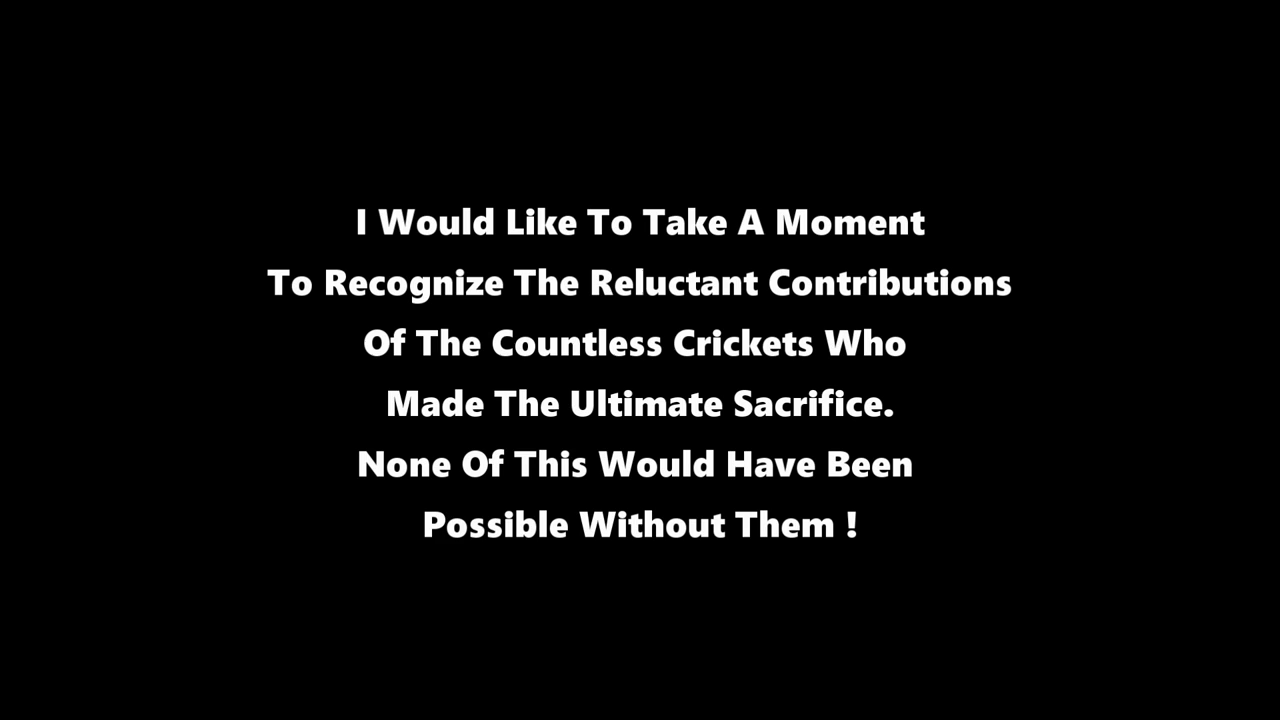 I Would Like To Take A Moment
To Recognize The Reluctant Contributions
Of The Countless Crickets Who
Made The Ultimate Sacrifice.
None Of This Would Have Been
Possible Without Them !